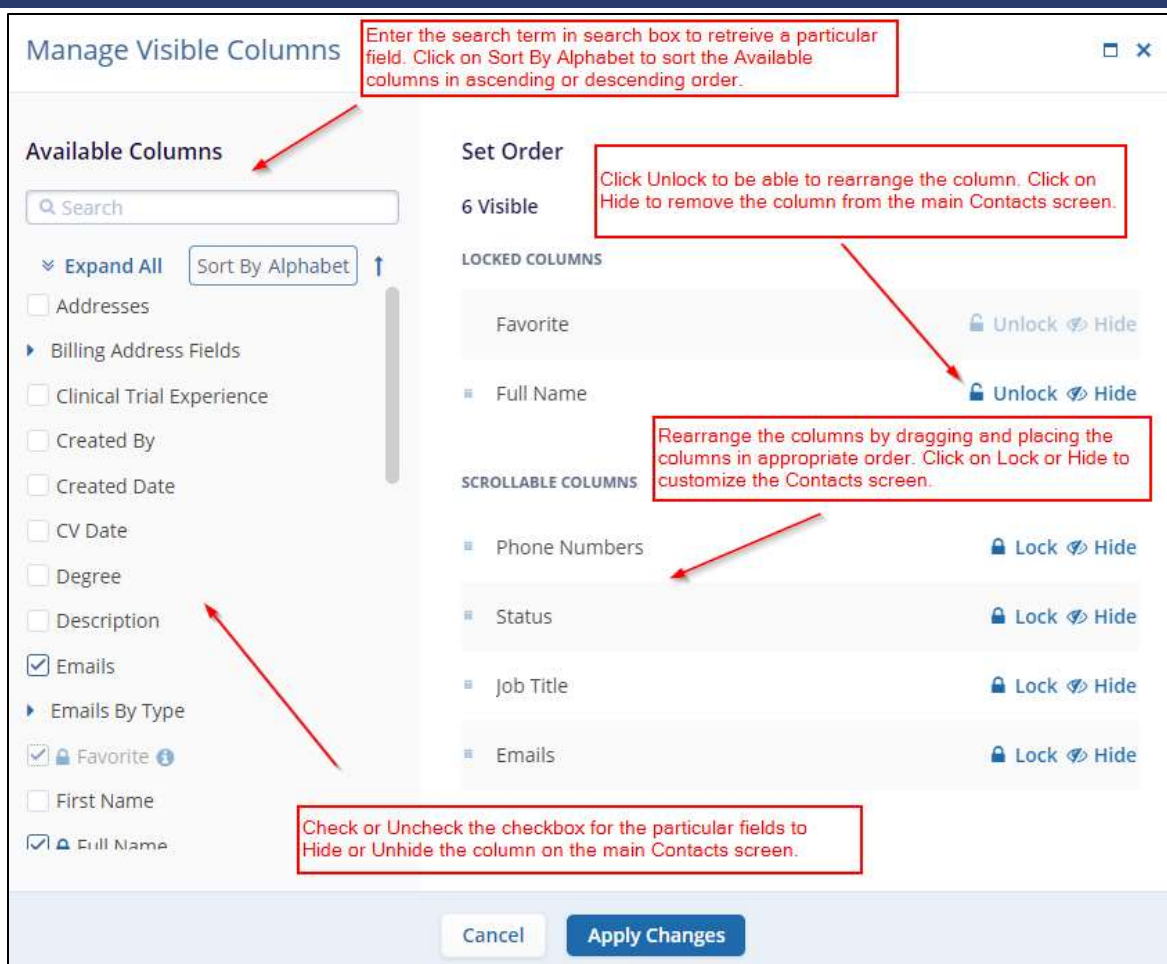 Manage Visible Columns
Enter the search term in search box to retreive a particular
field. Click on Sort By Alphabet to sort the Available
columns in ascending or descending order.
Available Columns
Search
Expand All Sort By Alphabet
Addresses
Billing Address Fields
Clinical Trial Experience
Created By
Created Date
CV Date
Degree
Description
Emails
Emails By Type
Favorite
First Name
Full Name
Set Order
6 Visible
Click Unlock to be able to rearrange the column. Click on
Hide to remove the column from the main Contacts screen.
LOCKED COLUMNS
Favorite Unlock Hide
Full Name Unlock Hide
Rearrange the columns by dragging and placing the
columns in appropriate order. Click on Lock or Hide to
customize the Contacts screen.
SCROLLABLE COLUMNS
Phone Numbers Lock Hide
Status Lock Hide
Job Title Lock Hide
Emails Lock Hide
Check or Uncheck the checkbox for the particular fields to
Hide or Unhide the column on the main Contacts screen.
Cancel Apply Changes